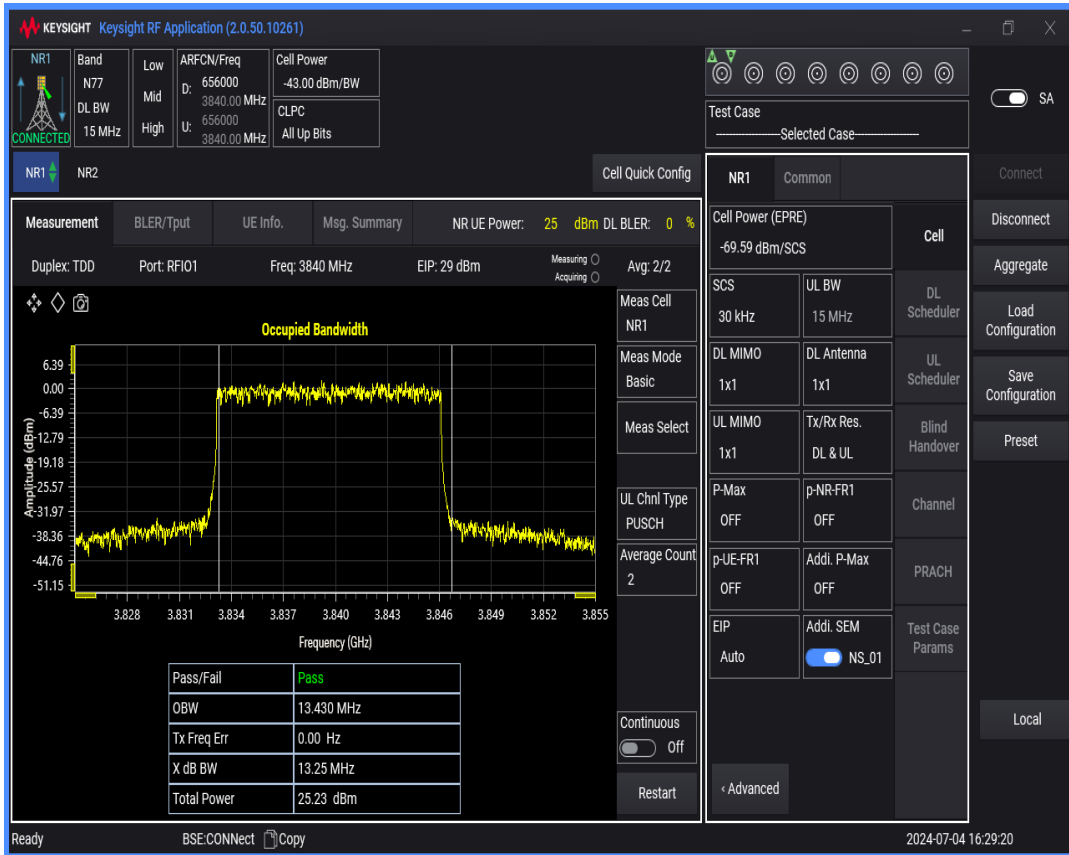 KEYSIGHT Keysight RF Application (2.0.50.10261)
NR1
CONNECTED
Band
N77
DL BW
15 MHz
Low
Mid
High
ARFCN/Freq
D: 656000
3840.00 MHz
U: 656000
3840.00 MHz
Cell Power
-43.00 dBm/BW
CLPC
All Up Bits
Test Case
-------------------Selected Case-------------------
SA
NR1 NR2
Cell Quick Config
NR1 Common
Connect
Disconnect
Aggregate
Load Configuration
Save Configuration
Preset
Local
Measurement BLER/Tput UE Info. Msg. Summary NR UE Power: 25 dBm DL BLER: 0 %
Duplex: TDD Port: RFIO1 Freq: 3840 MHz EIP: 29 dBm Measuring Acquiring Avg: 2/2
Occupied Bandwidth
Amplitude (dBm)
6.39
0.00
-6.39
-12.79
-19.18
-25.57
-31.97
-38.36
-44.76
-51.15
3.828 3.831 3.834 3.837 3.840 3.843 3.846 3.849 3.852 3.855
Frequency (GHz)
Pass/Fail Pass
OBW 13.430 MHz
Tx Freq Err 0.00 Hz
X dB BW 13.25 MHz
Total Power 25.23 dBm
Meas Cell
NR1
Meas Mode
Basic
Meas Select
UL Chnl Type
PUSCH
Average Count
2
Continuous
Off
Restart
Cell Power (EPRE)
-69.59 dBm/SCS
SCS
30 kHz
UL BW
15 MHz
DL MIMO
1x1
DL Antenna
1x1
UL MIMO
1x1
Tx/Rx Res.
DL & UL
P-Max
OFF
p-NR-FR1
OFF
p-UE-FR1
OFF
Addi. P-Max
OFF
EIP
Auto
Addi. SEM
NS_01
‹ Advanced
Cell
DL Scheduler
UL Scheduler
Blind Handover
Channel
PRACH
Test Case Params
Ready BSE:CONNect Copy 2024-07-04 16:29:20